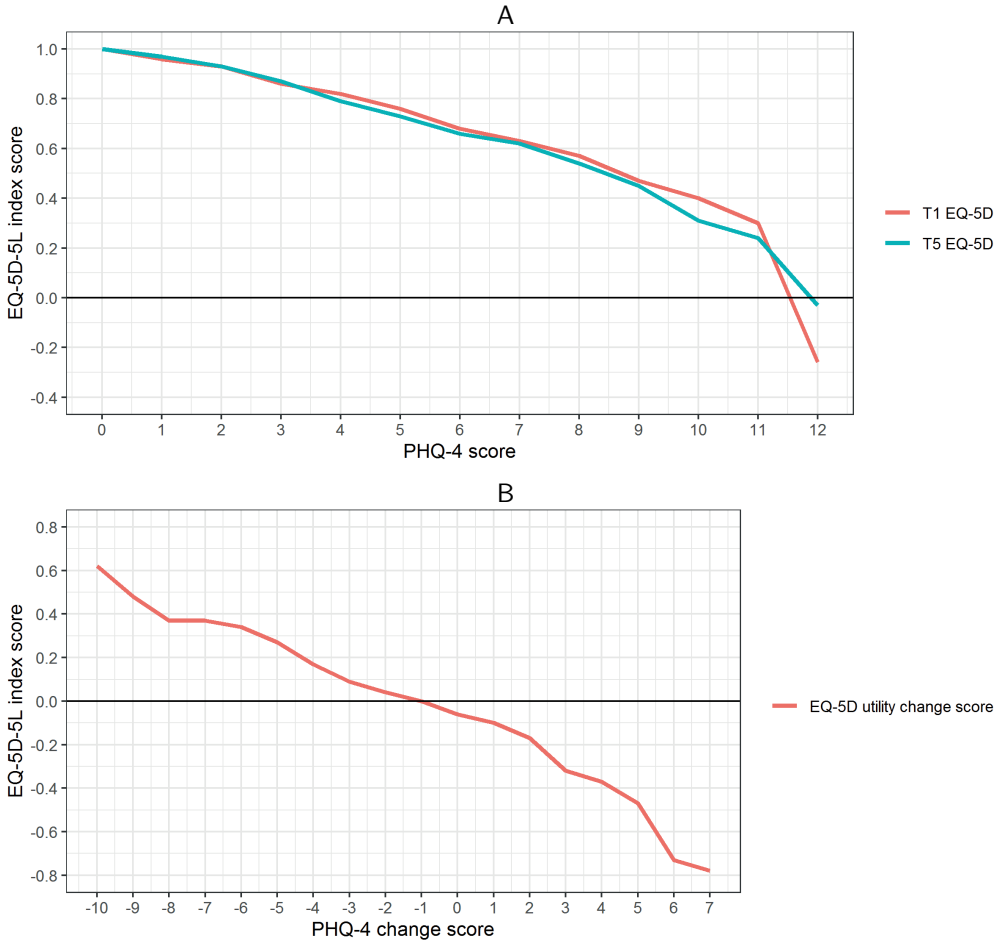 A
EQ-5D-5L index score
1.0
0.8
0.6
0.4
0.2
0.0
-0.2
-0.4
0 1 2 3 4 5 6 7 8 9 10 11 12
PHQ-4 score
T1 EQ-5D
T5 EQ-5D
B
EQ-5D-5L index score
0.8
0.6
0.4
0.2
0.0
-0.2
-0.4
-0.6
-0.8
-10 -9 -8 -7 -6 -5 -4 -3 -2 -1 0 1 2 3 4 5 6 7
PHQ-4 change score
EQ-5D utility change score